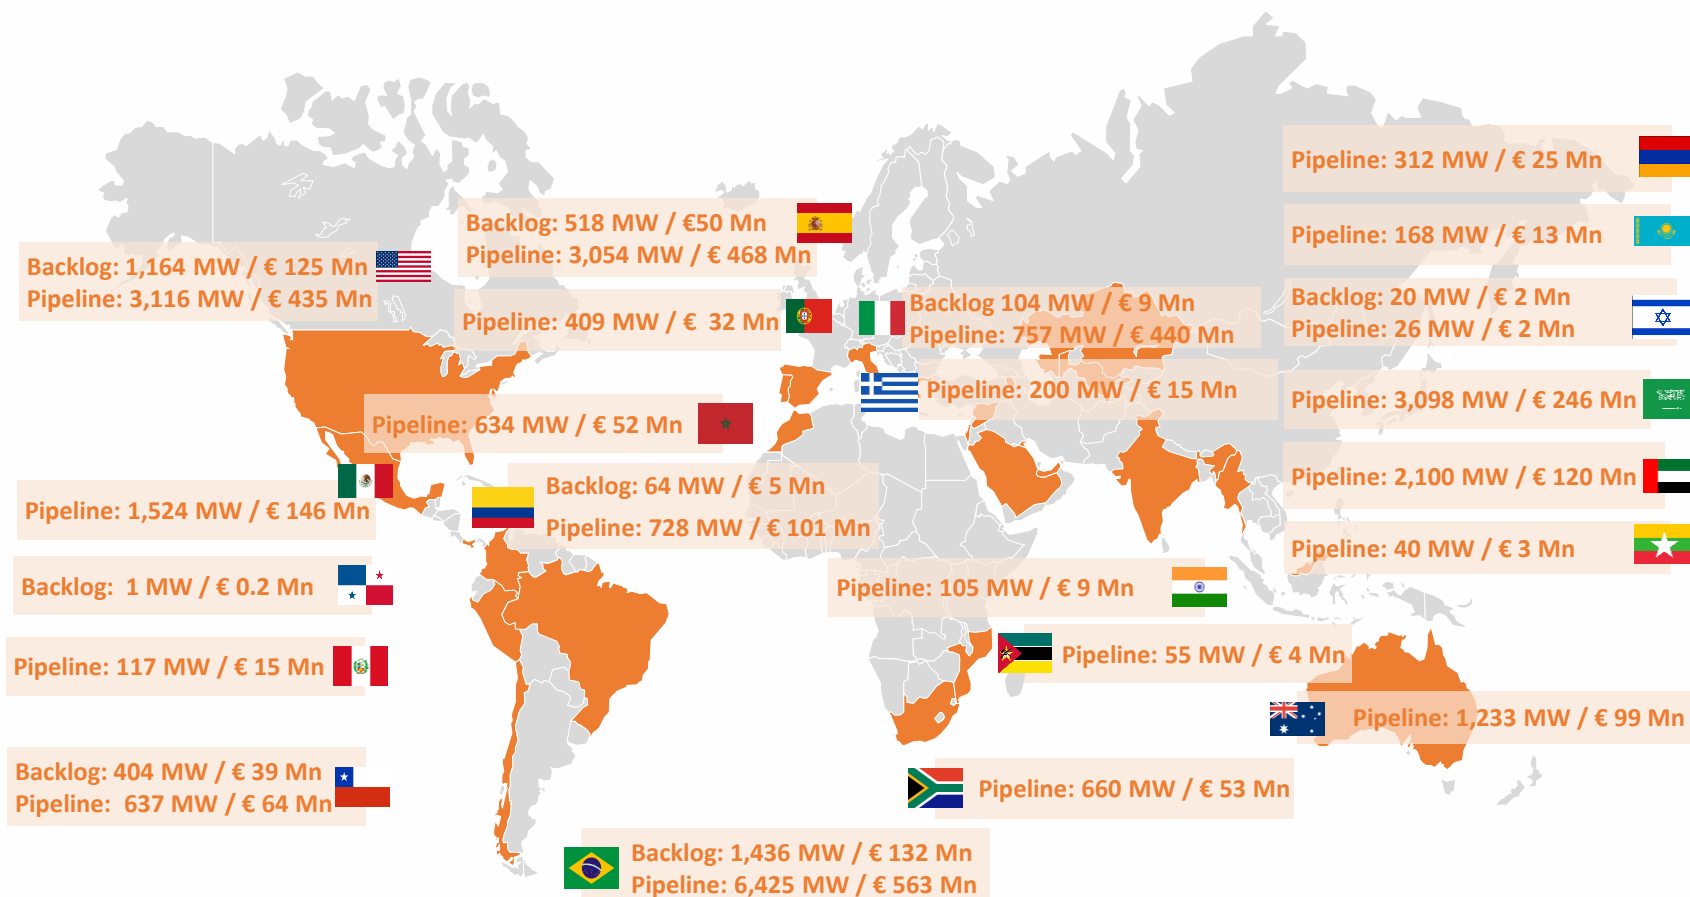 Pipeline: 312 MW / € 25 Mn
Backlog: 518 MW / €50 Mn
Pipeline: 3,054 MW / € 468 Mn
Pipeline: 168 MW / € 13 Mn
Backlog: 1,164 MW / € 125 Mn
Pipeline: 3,116 MW / € 435 Mn
Pipeline: 409 MW / €  32 Mn
Backlog 104 MW / € 9 Mn
Pipeline: 757 MW / € 440 Mn
Backlog: 20 MW / € 2 Mn
Pipeline: 26 MW / € 2 Mn
Pipeline: 200 MW / € 15 Mn
Pipeline: 3,098 MW / € 246 Mn
Pipeline: 634 MW / € 52 Mn
Pipeline: 2,100 MW / € 120 Mn
Pipeline: 1,524 MW / € 146 Mn
Backlog: 64 MW / € 5 Mn
Pipeline: 728 MW / € 101 Mn
Pipeline: 40 MW / € 3 Mn
Backlog:  1 MW / € 0.2 Mn
Pipeline: 105 MW / € 9 Mn
Pipeline: 117 MW / € 15 Mn
Pipeline: 55 MW / € 4 Mn
Pipeline: 1,233 MW / € 99 Mn
Backlog: 404 MW / € 39 Mn
Pipeline:  637 MW / € 64 Mn
Pipeline: 660 MW / € 53 Mn
Backlog: 1,436 MW / € 132 Mn
Pipeline: 6,425 MW / € 563 Mn